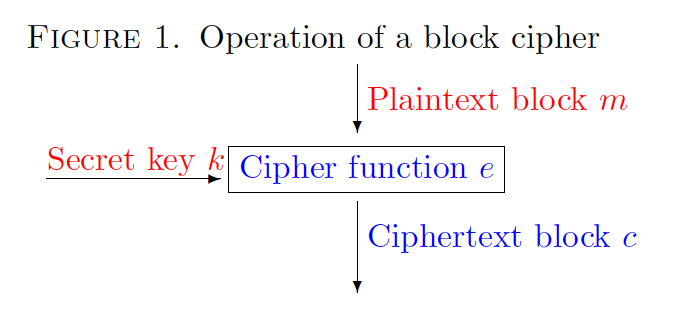 FIGURE 1. Operation of a block cipher
Plaintext block m
Secret key k
Cipher function e
Ciphertext block c